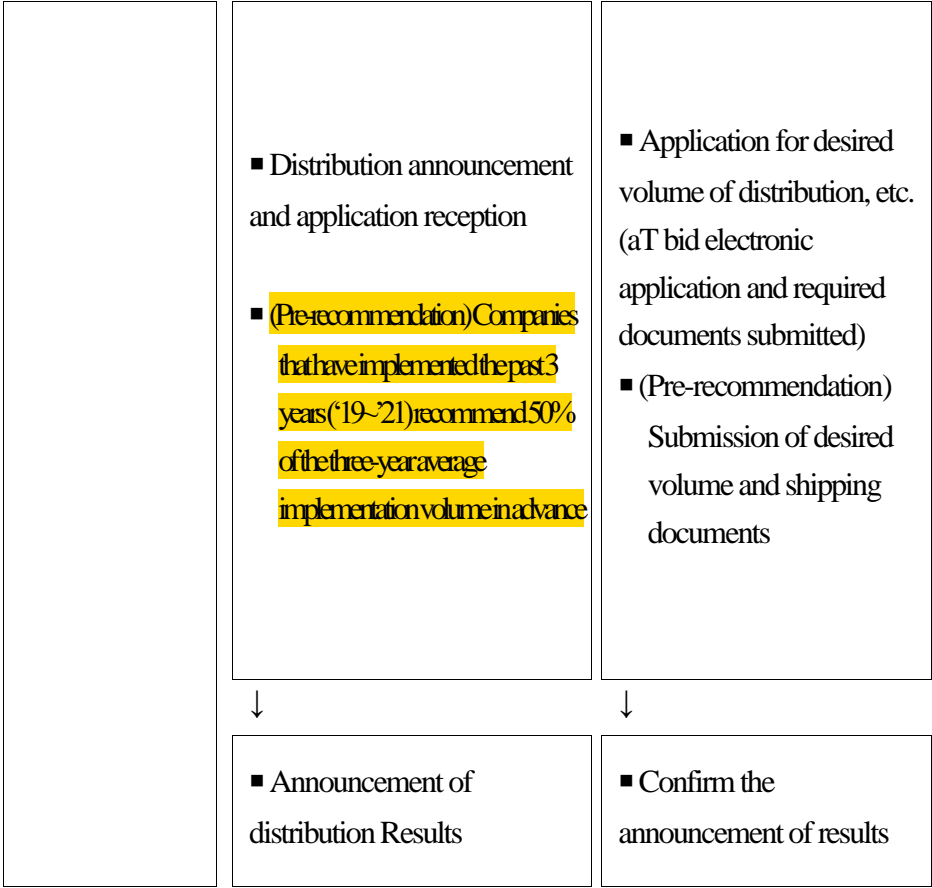 ▪ Distribution announcement
and application reception
▪ (Pre-recommendation) Companies
that have implemented the past 3
years (‘19~’21) recommend 50%
of the three-year average
implementation volume in advance
▪ Application for desired
volume of distribution, etc.
(aT bid electronic
application and required
documents submitted)
▪ (Pre-recommendation)
Submission of desired
volume and shipping
documents
↓
↓
▪ Announcement of
distribution Results
▪ Confirm the
announcement of results